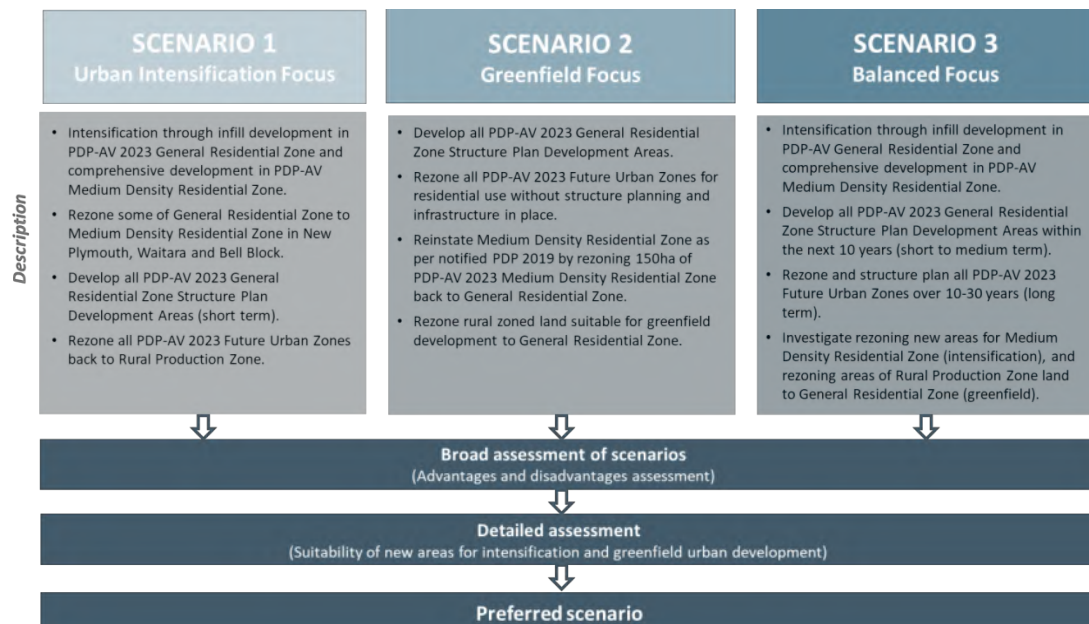 SCENARIO 1
Urban Intensification Focus
SCENARIO 2
Greenfield Focus
SCENARIO 3
Balanced Focus
Description
• Intensification through infill development in
PDP-AV 2023 General Residential Zone and
comprehensive development in PDP-AV
Medium Density Residential Zone.
• Rezone some of General Residential Zone to
Medium Density Residential Zone in New
Plymouth, Waitara and Bell Block.
• Develop all PDP-AV 2023 General
Residential Zone Structure Plan
Development Areas (short term).
• Rezone all PDP-AV 2023 Future Urban Zones
back to Rural Production Zone.
• Develop all PDP-AV 2023 General Residential
Zone Structure Plan Development Areas.
• Rezone all PDP-AV 2023 Future Urban Zones for
residential use without structure planning and
infrastructure in place.
• Reinstate Medium Density Residential Zone as
per notified PDP 2019 by rezoning 150ha of
PDP-AV 2023 Medium Density Residential Zone
back to General Residential Zone.
• Rezone rural zoned land suitable for greenfield
development to General Residential Zone.
• Intensification through infill development in
PDP-AV General Residential Zone and
comprehensive development in PDP-AV
Medium Density Residential Zone.
• Develop all PDP-AV 2023 General Residential
Zone Structure Plan Development Areas within
the next 10 years (short to medium term).
• Rezone and structure plan all PDP-AV 2023
Future Urban Zones over 10-30 years (long
term).
• Investigate rezoning new areas for Medium
Density Residential Zone (intensification), and
rezoning areas of Rural Production Zone land
to General Residential Zone (greenfield).
Broad assessment of scenarios
(Advantages and disadvantages assessment)
Detailed assessment
(Suitability of new areas for intensification and greenfield urban development)
Preferred scenario